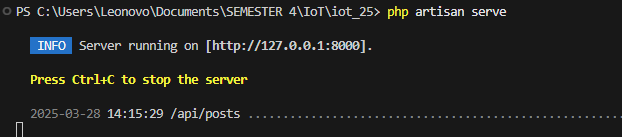 PS C:\Users\Leonovo\Documents\SEMESTER 4\IoT\iot_25> php artisan serve
INFO Server running on [http://127.0.0.1:8000].
Press Ctrl+C to stop the server
2025-03-28 14:15:29 /api/posts ......................................................